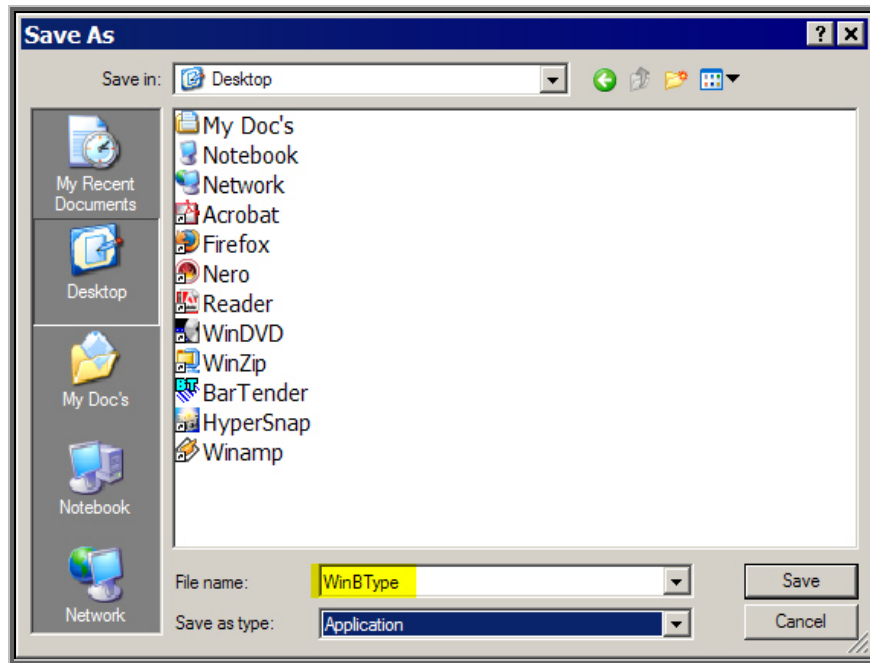 Save As
Save in: Desktop
My Recent
Documents
Desktop
My Doc's
Notebook
Network
My Doc's
Notebook
Network
Acrobat
Firefox
Nero
Reader
WinDVD
WinZip
BarTender
HyperSnap
Winamp
File name: WinBType Save
Save as type: Application Cancel